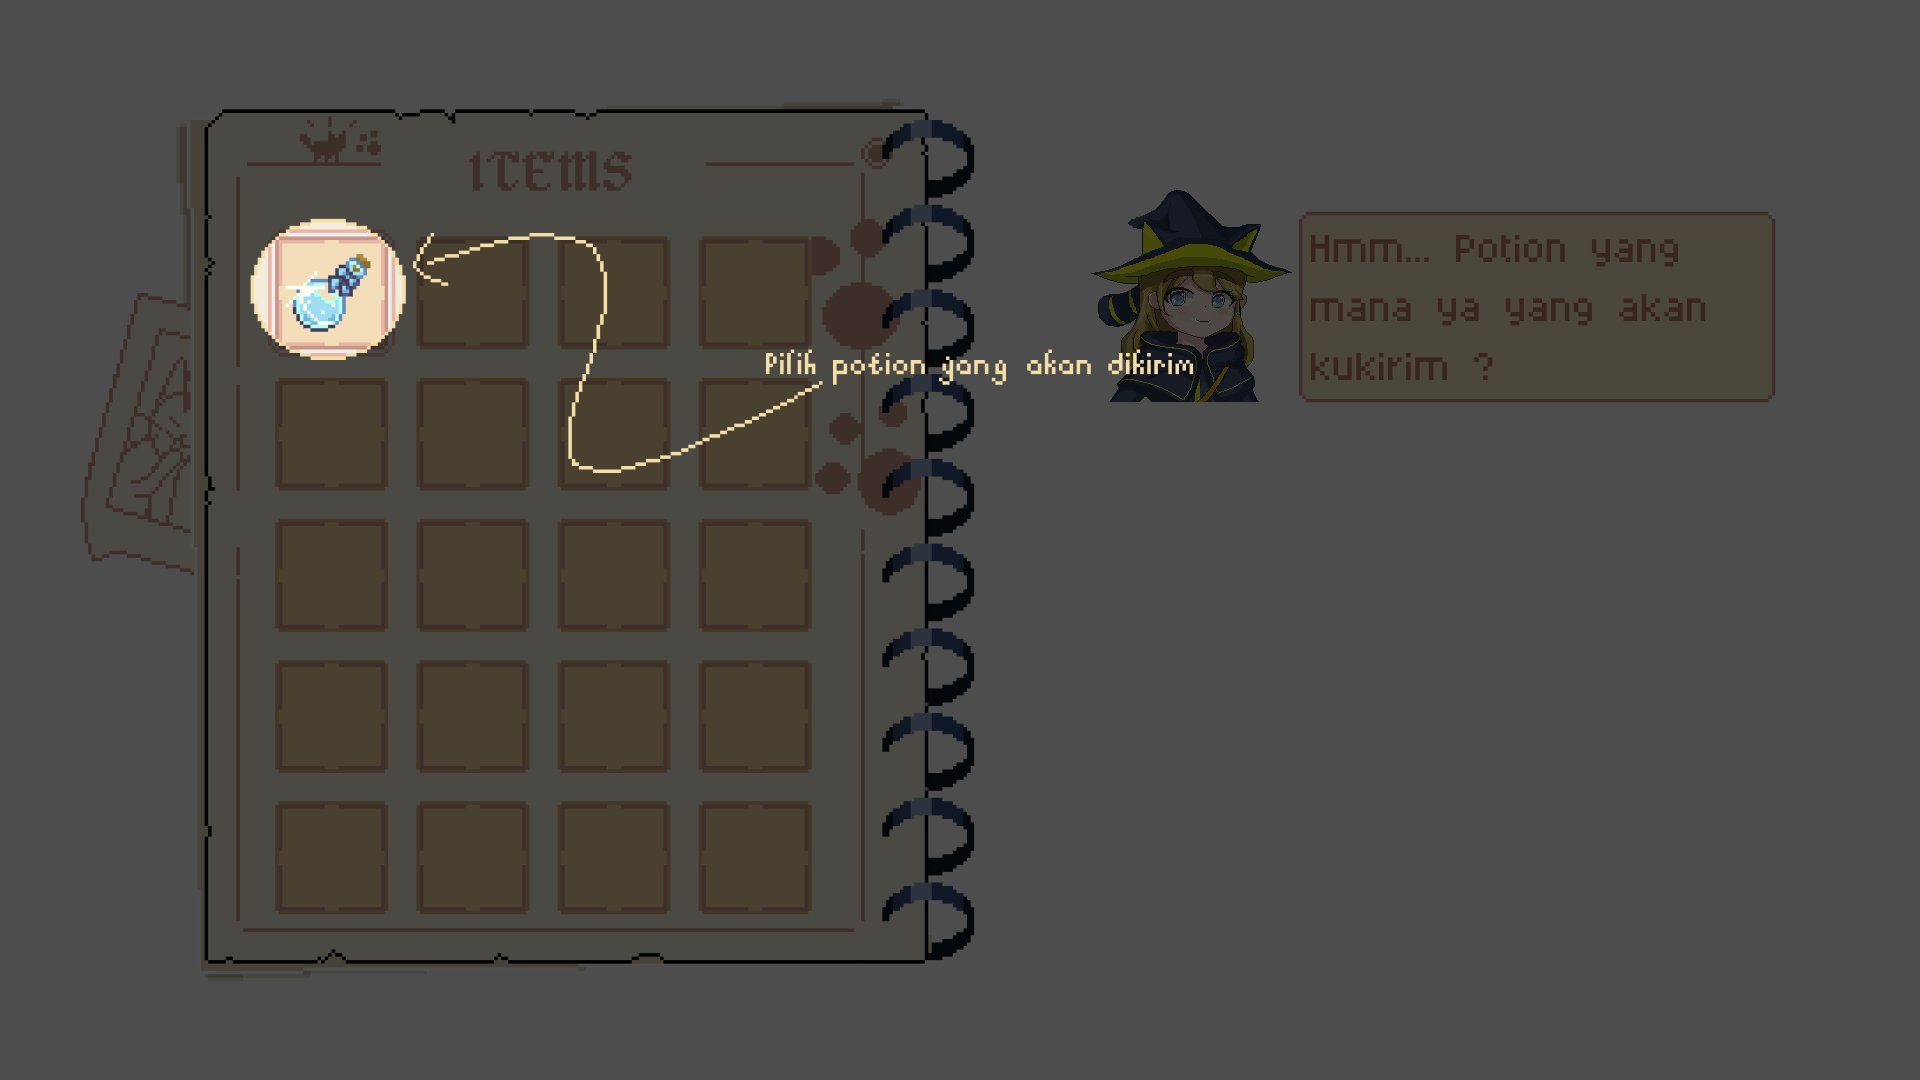 ITEMS
Hmm... Potion yang
mana ya yang akan
kukirim ?
Pilih potion yang akan dikirim